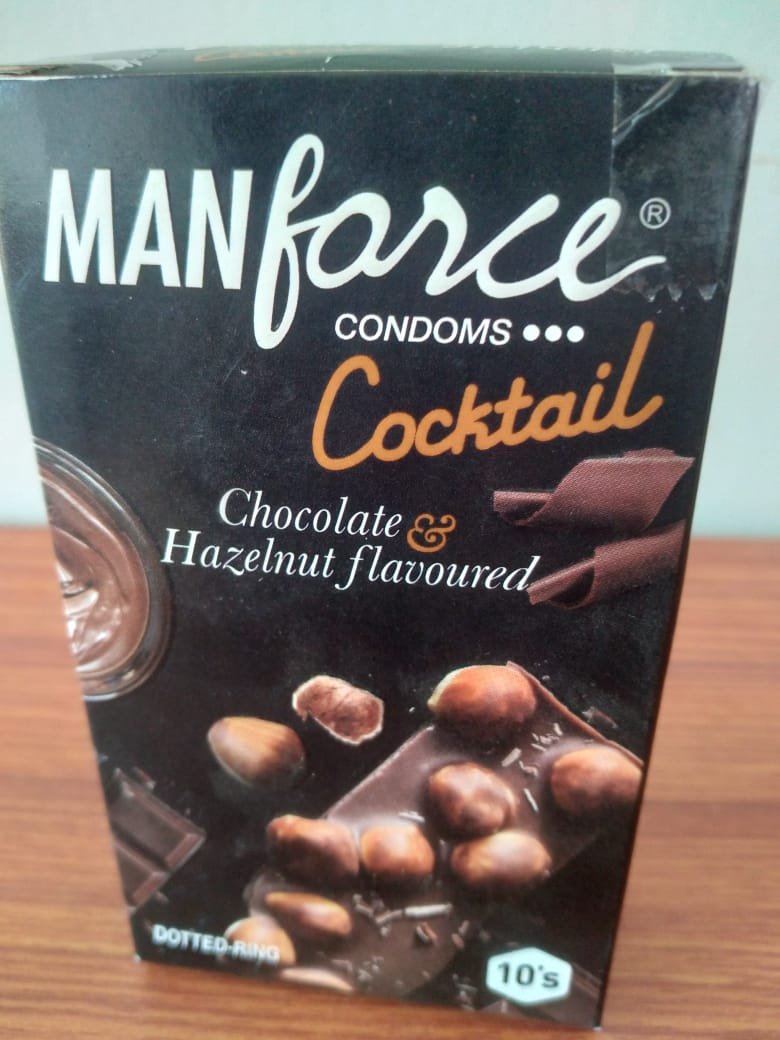 MANforce®
CONDOMS •••
Cocktail
Chocolate &
Hazelnut flavoured
DOTTED-RING
10's